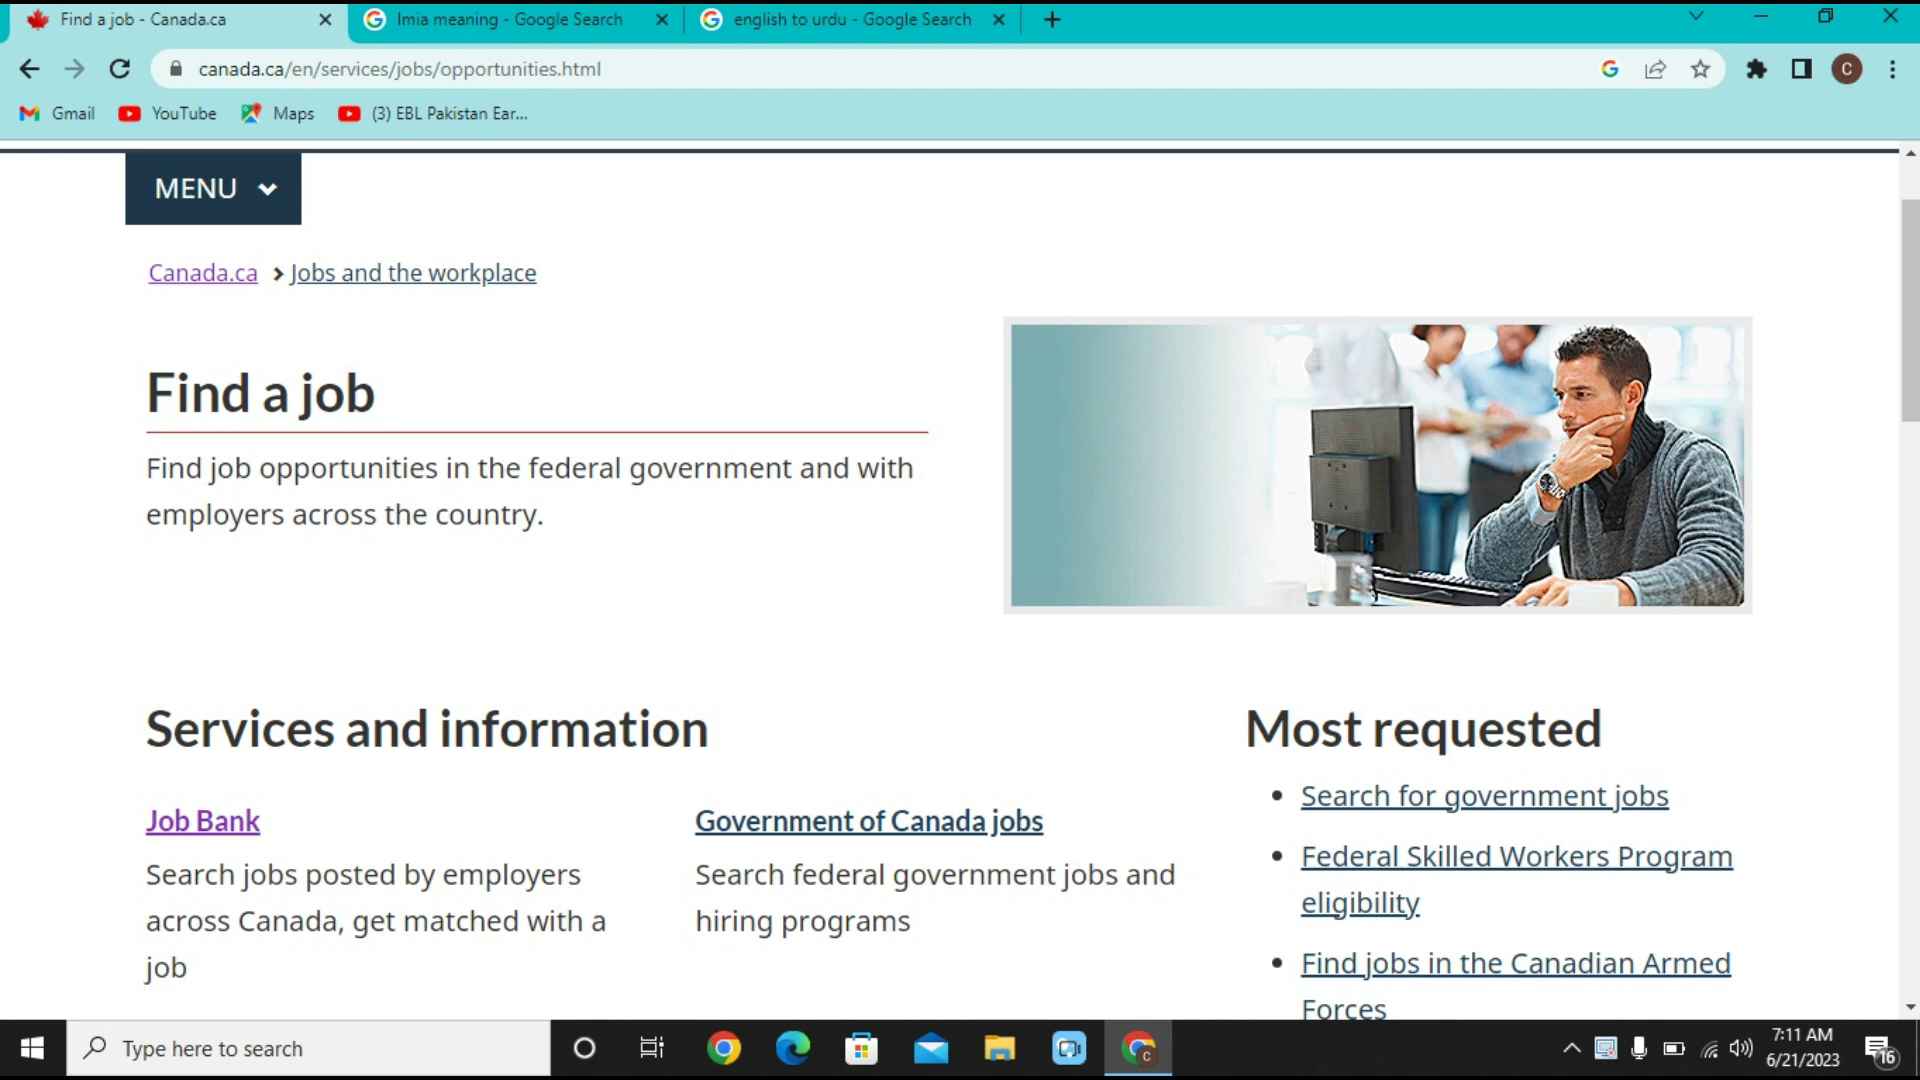 Find a job - Canada.ca
lmia meaning - Google Search
english to urdu - Google Search
canada.ca/en/services/jobs/opportunities.html
C
Gmail
YouTube
Maps
(3) EBL Pakistan Ear...
MENU
Canada.ca > Jobs and the workplace
Find a job
Find job opportunities in the federal government and with
employers across the country.
Services and information
Job Bank
Search jobs posted by employers
across Canada, get matched with a
job
Government of Canada jobs
Search federal government jobs and
hiring programs
Most requested
Search for government jobs
Federal Skilled Workers Program
eligibility
Find jobs in the Canadian Armed
Forces
Type here to search
C
7:11 AM
6/21/2023
16